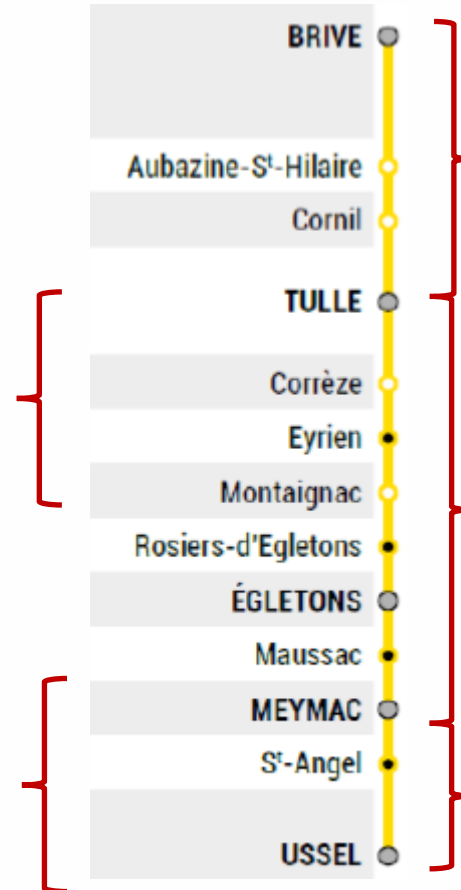 BRIVE
Aubazine-Sᵗ-Hilaire
Cornil
TULLE
Corrèze
Eyrien
Montaignac
Rosiers-d'Egletons
ÉGLETONS
Maussac
MEYMAC
Sᵗ-Angel
USSEL